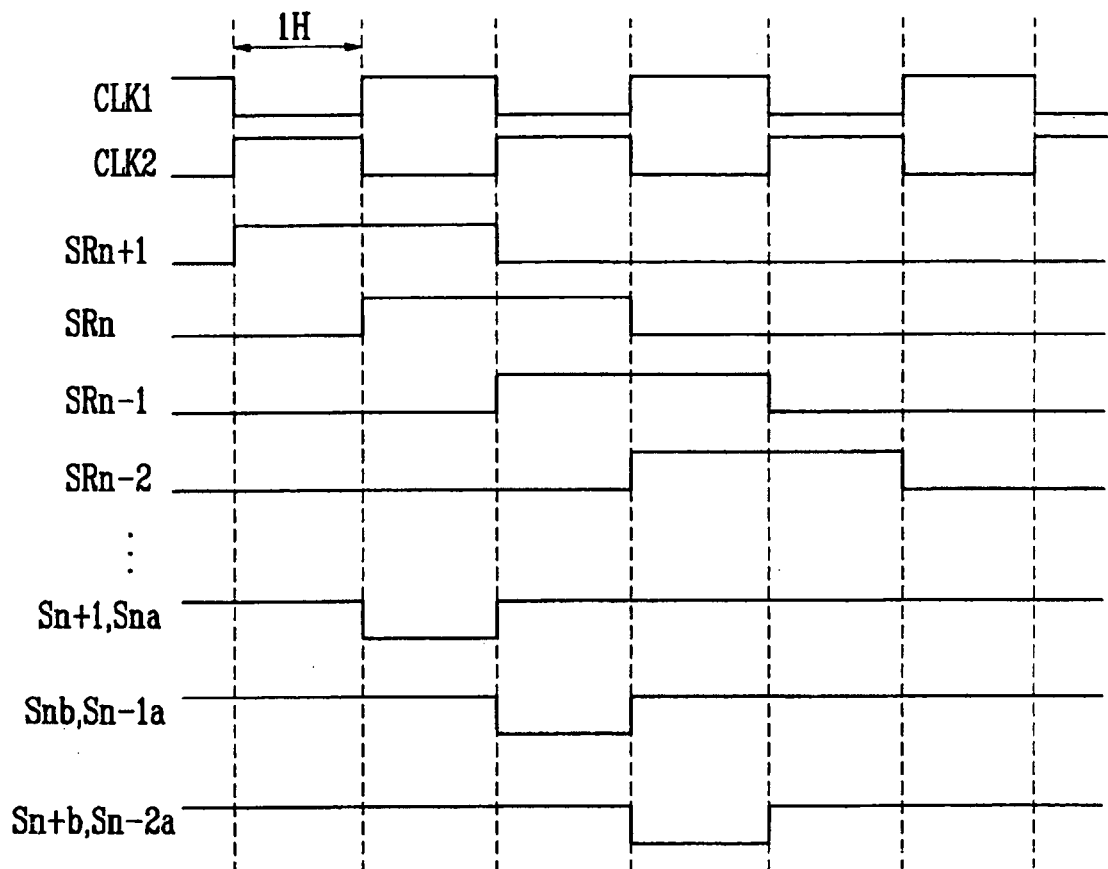 1H
CLK1
CLK2
SRn+1
SRn
SRn-1
SRn-2
Sn+1,Sna
Snb,Sn-1a
Sn+b,Sn-2a